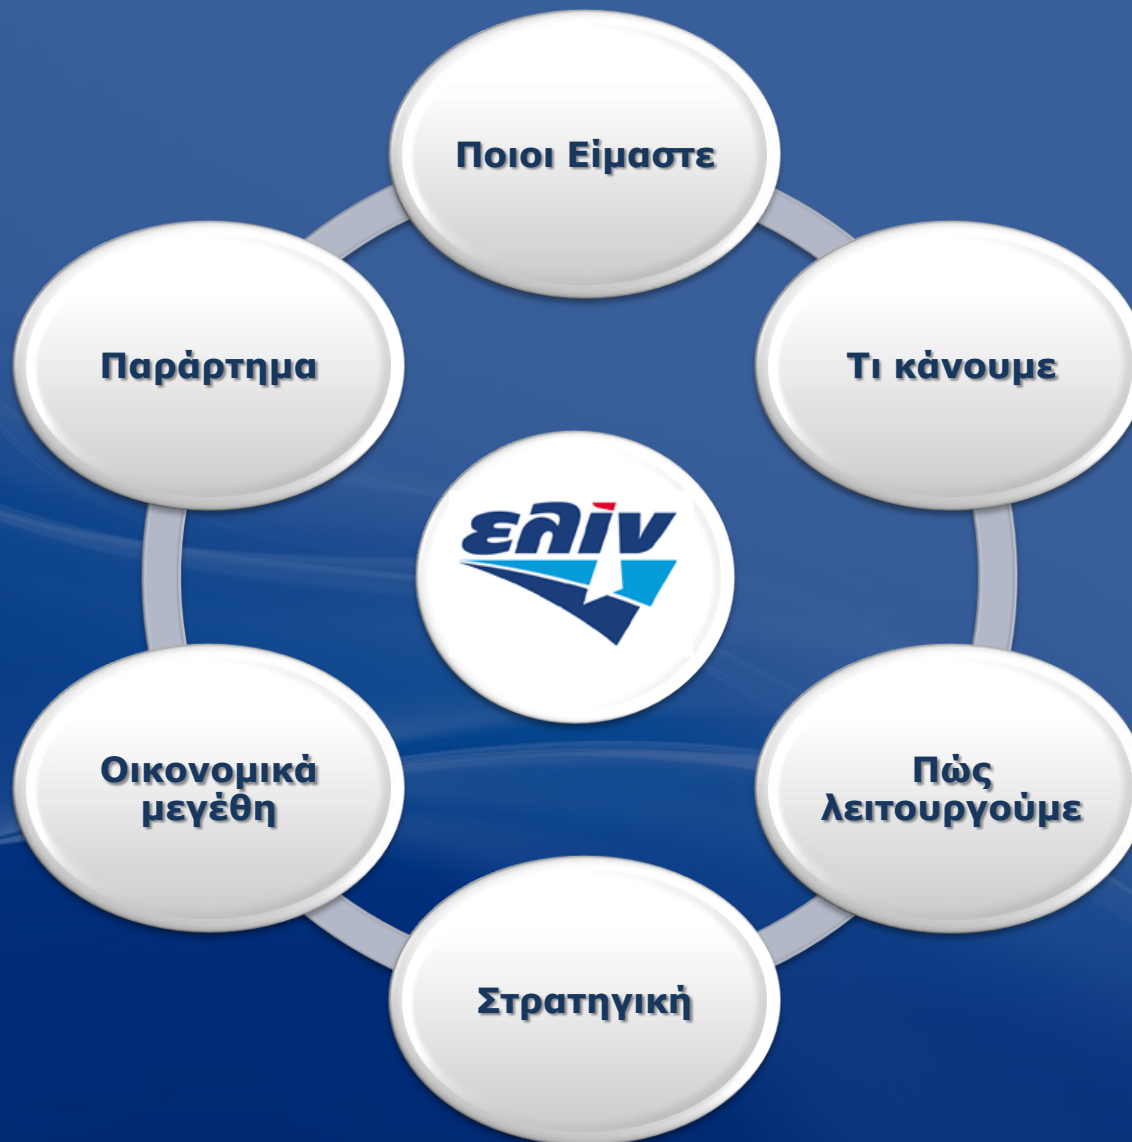 Ποιοι Είμαστε
Τι κάνουμε
Πώς
λειτουργούμε
Στρατηγική
Οικονομικά
μεγέθη
Παράρτημα
ελίν